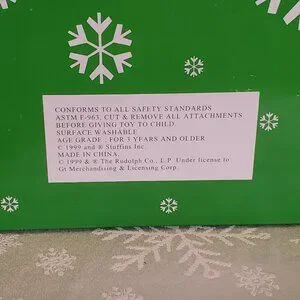 CONFORMS TO ALL SAFETY STANDARDS
ASTM F-963, CUT & REMOVE ALL ATTACHMENTS
BEFORE GIVING TOY TO CHILD.
SURFACE WASHABLE
AGE GRADE : FOR 3 YEARS AND OLDER
© 1999 and ® Stuffins Inc.
MADE IN CHINA.
© 1999 & ® The Rudolph Co., L.P. Under license to
Gt Merchandising & Licensing Corp.